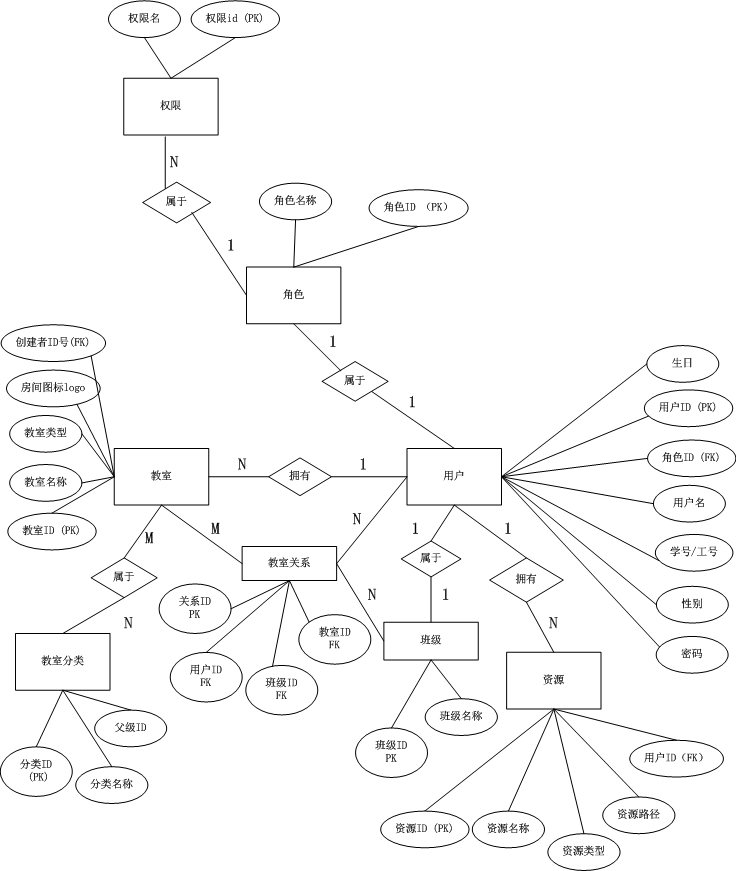 权限名
权限id (PK)
权限
N
属于
1
角色名称
角色ID （PK）
角色
1
属于
1
创建者ID号(FK)
房间图标logo
教室类型
教室名称
教室ID (PK)
教室
N
拥有
1
用户
生日
用户ID (PK)
角色ID (FK)
用户名
学号/工号
性别
密码
M
属于
N
M
教室关系
N
N
1
属于
1
1
拥有
N
关系ID
PK
用户ID
FK
班级ID
FK
教室ID
FK
教室分类
父级ID
分类ID
(PK)
分类名称
班级
班级ID
PK
班级名称
资源
用户ID（FK）
资源路径
资源类型
资源名称
资源ID (PK)